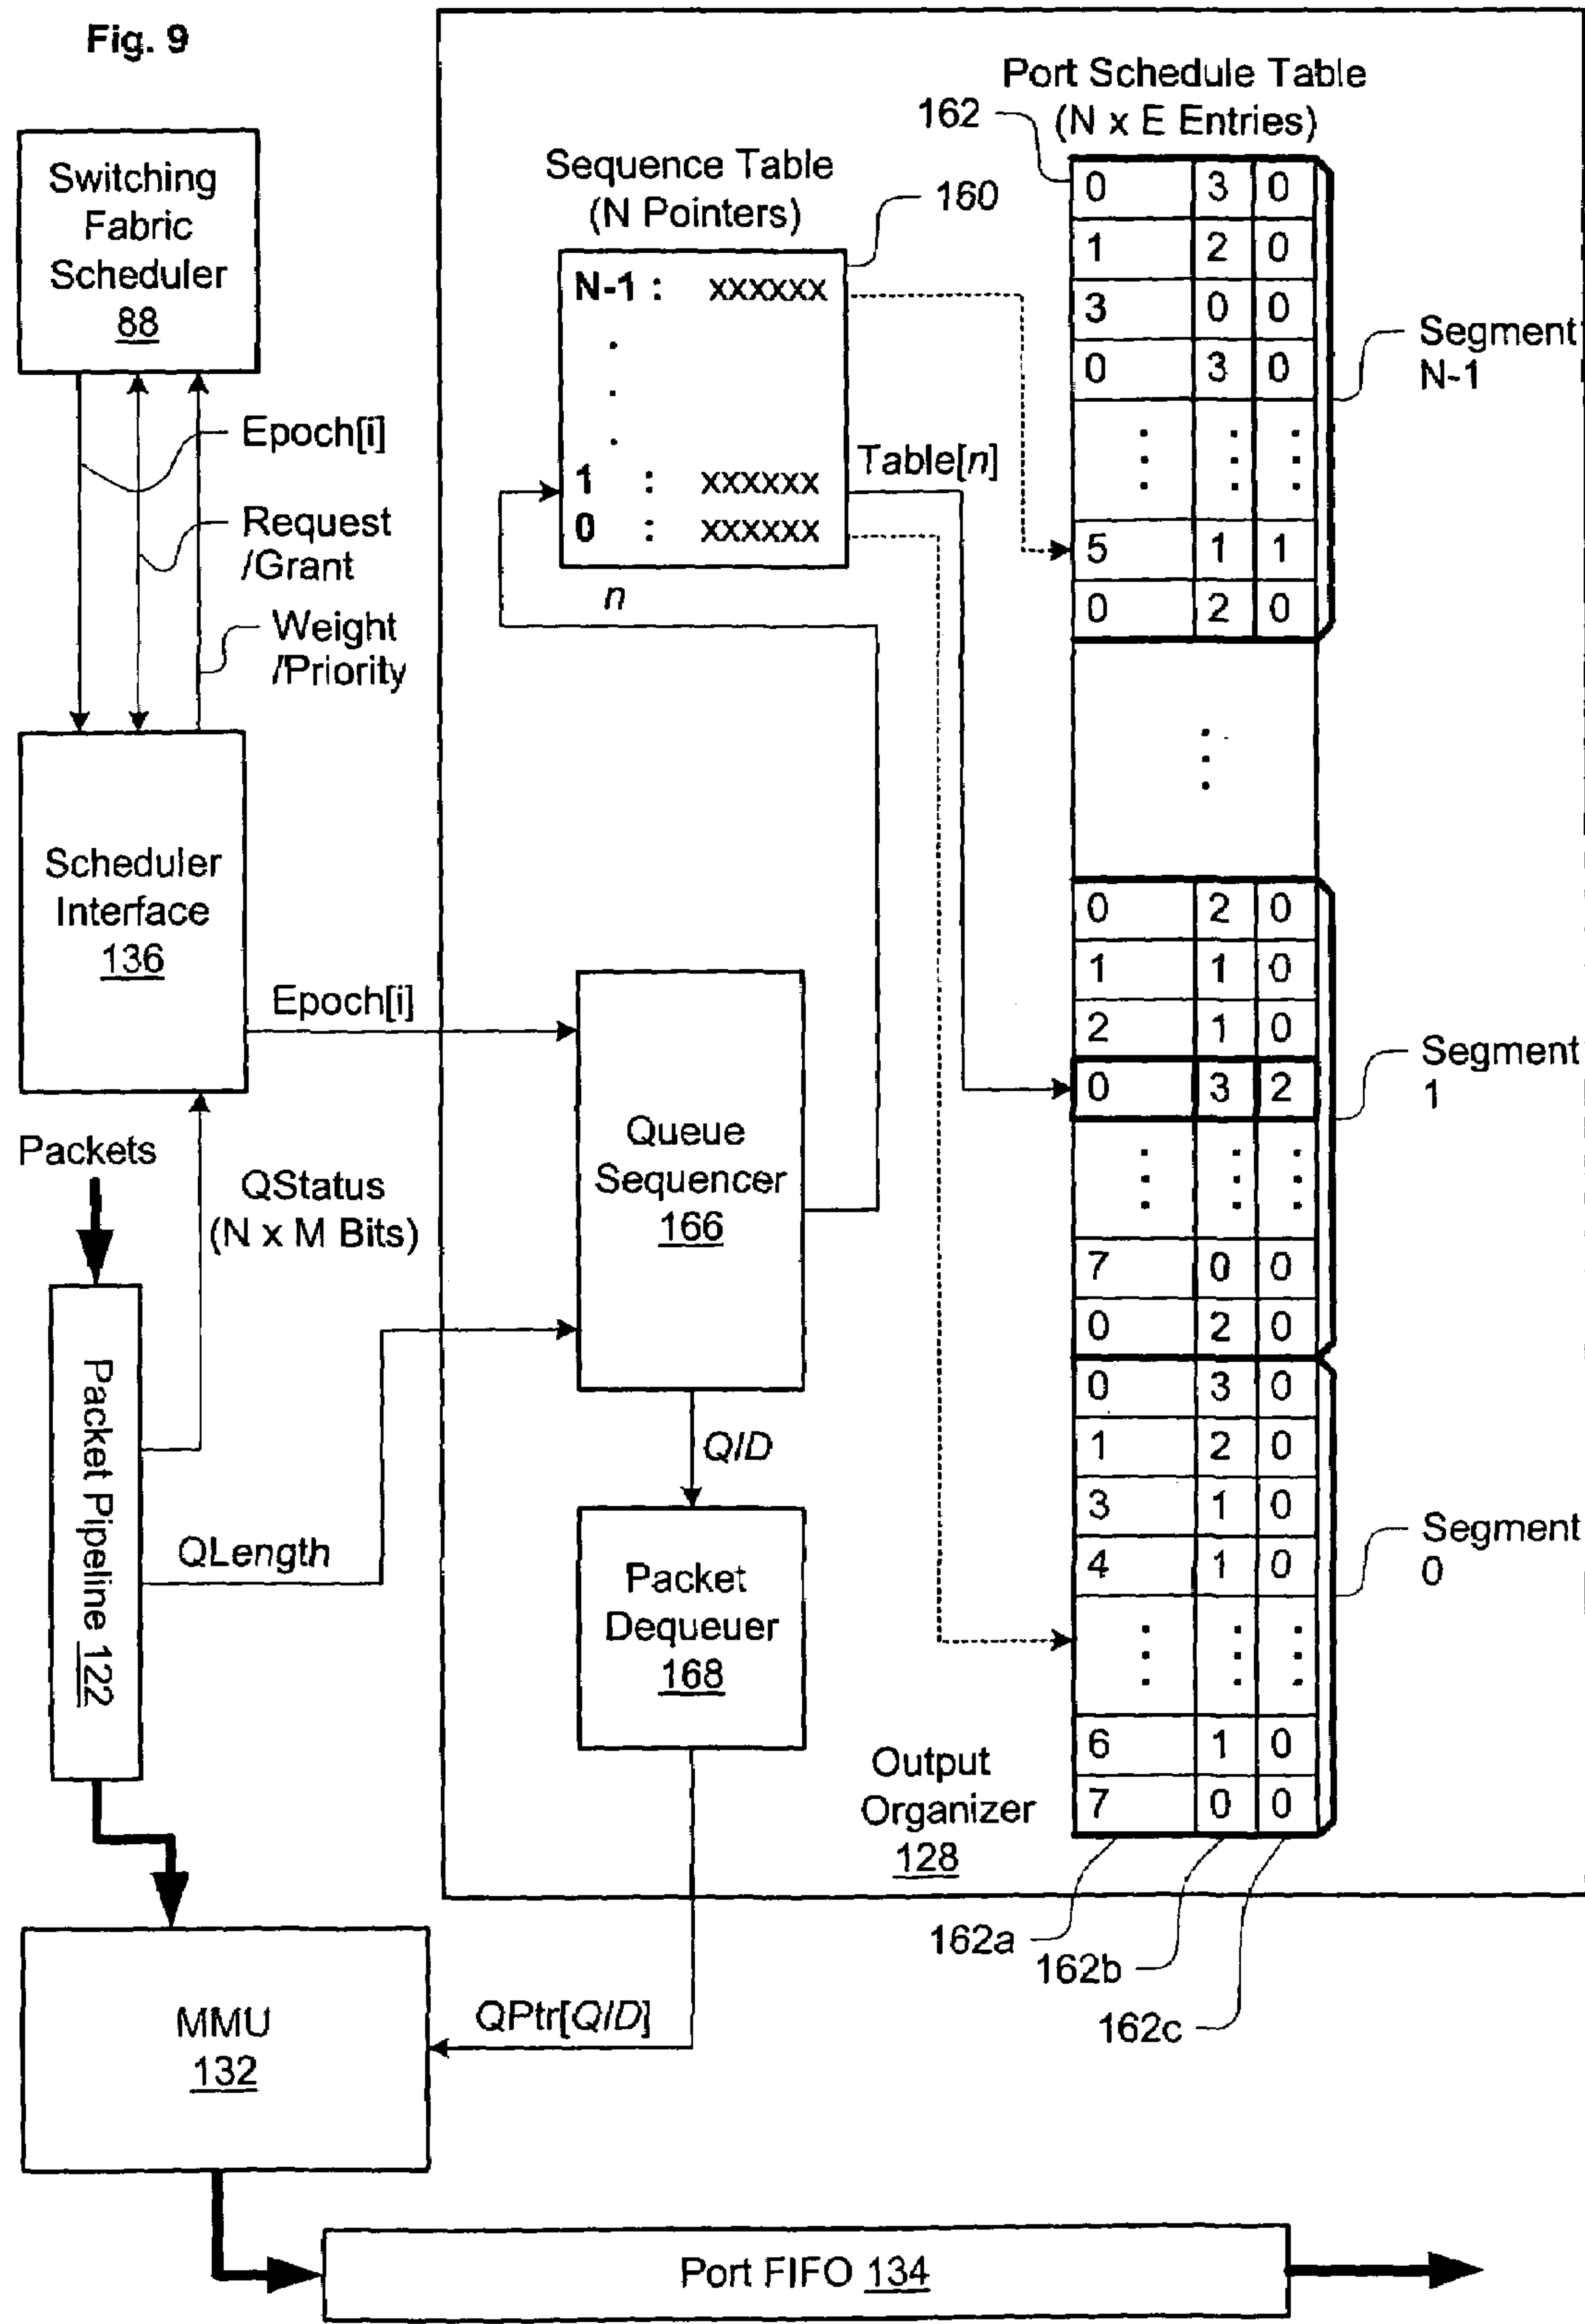 Fig. 9
Switching
Fabric
Scheduler
88
Epoch[i]
Request
/Grant
Weight
/Priority
Scheduler
Interface
136
Epoch[i]
Packets
QStatus
(N x M Bits)
Packet Pipeline 122
QLength
MMU
132
QPtr[Q/D]
Port FIFO 134
Sequence Table
(N Pointers)
160
N-1 : xxxxxx
.
.
.
1 : xxxxxx
0 : xxxxxx
Table[n]
n
Queue
Sequencer
166
Q/D
Packet
Dequeuer
168
Output
Organizer
128
Port Schedule Table
(N x E Entries)
162
0 3 0
1 2 0
3 0 0
0 3 0
⋮ ⋮ ⋮
5 1 1
0 2 0
⋮
0 2 0
1 1 0
2 1 0
0 3 2
⋮ ⋮ ⋮
7 0 0
0 2 0
0 3 0
1 2 0
3 1 0
4 1 0
⋮ ⋮ ⋮
6 1 0
7 0 0
Segment
N-1
Segment
1
Segment
0
162a
162b
162c